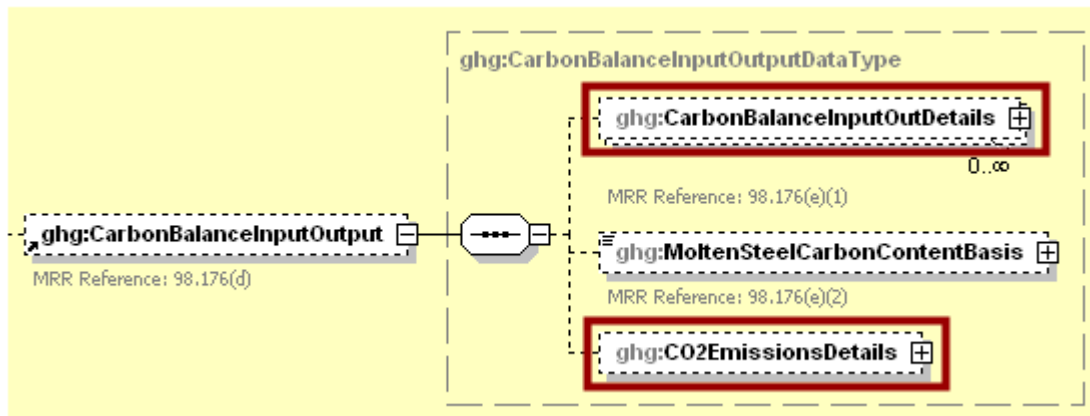 ghg:CarbonBalanceInputOutputDataType
ghg:CarbonBalanceInputOutDetails
0..∞
MRR Reference: 98.176(e)(1)
ghg:CarbonBalanceInputOutput
MRR Reference: 98.176(d)
ghg:MoltenSteelCarbonContentBasis
MRR Reference: 98.176(e)(2)
ghg:CO2EmissionsDetails